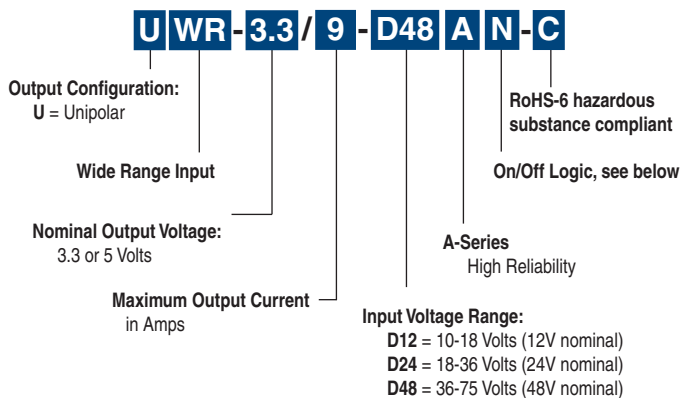 U WR - 3.3 / 9 - D48 A N - C
Output Configuration:
U = Unipolar
RoHS-6 hazardous
substance compliant
Wide Range Input
On/Off Logic, see below
Nominal Output Voltage:
3.3 or 5 Volts
A-Series
High Reliability
Maximum Output Current
in Amps
Input Voltage Range:
D12 = 10-18 Volts (12V nominal)
D24 = 18-36 Volts (24V nominal)
D48 = 36-75 Volts (48V nominal)